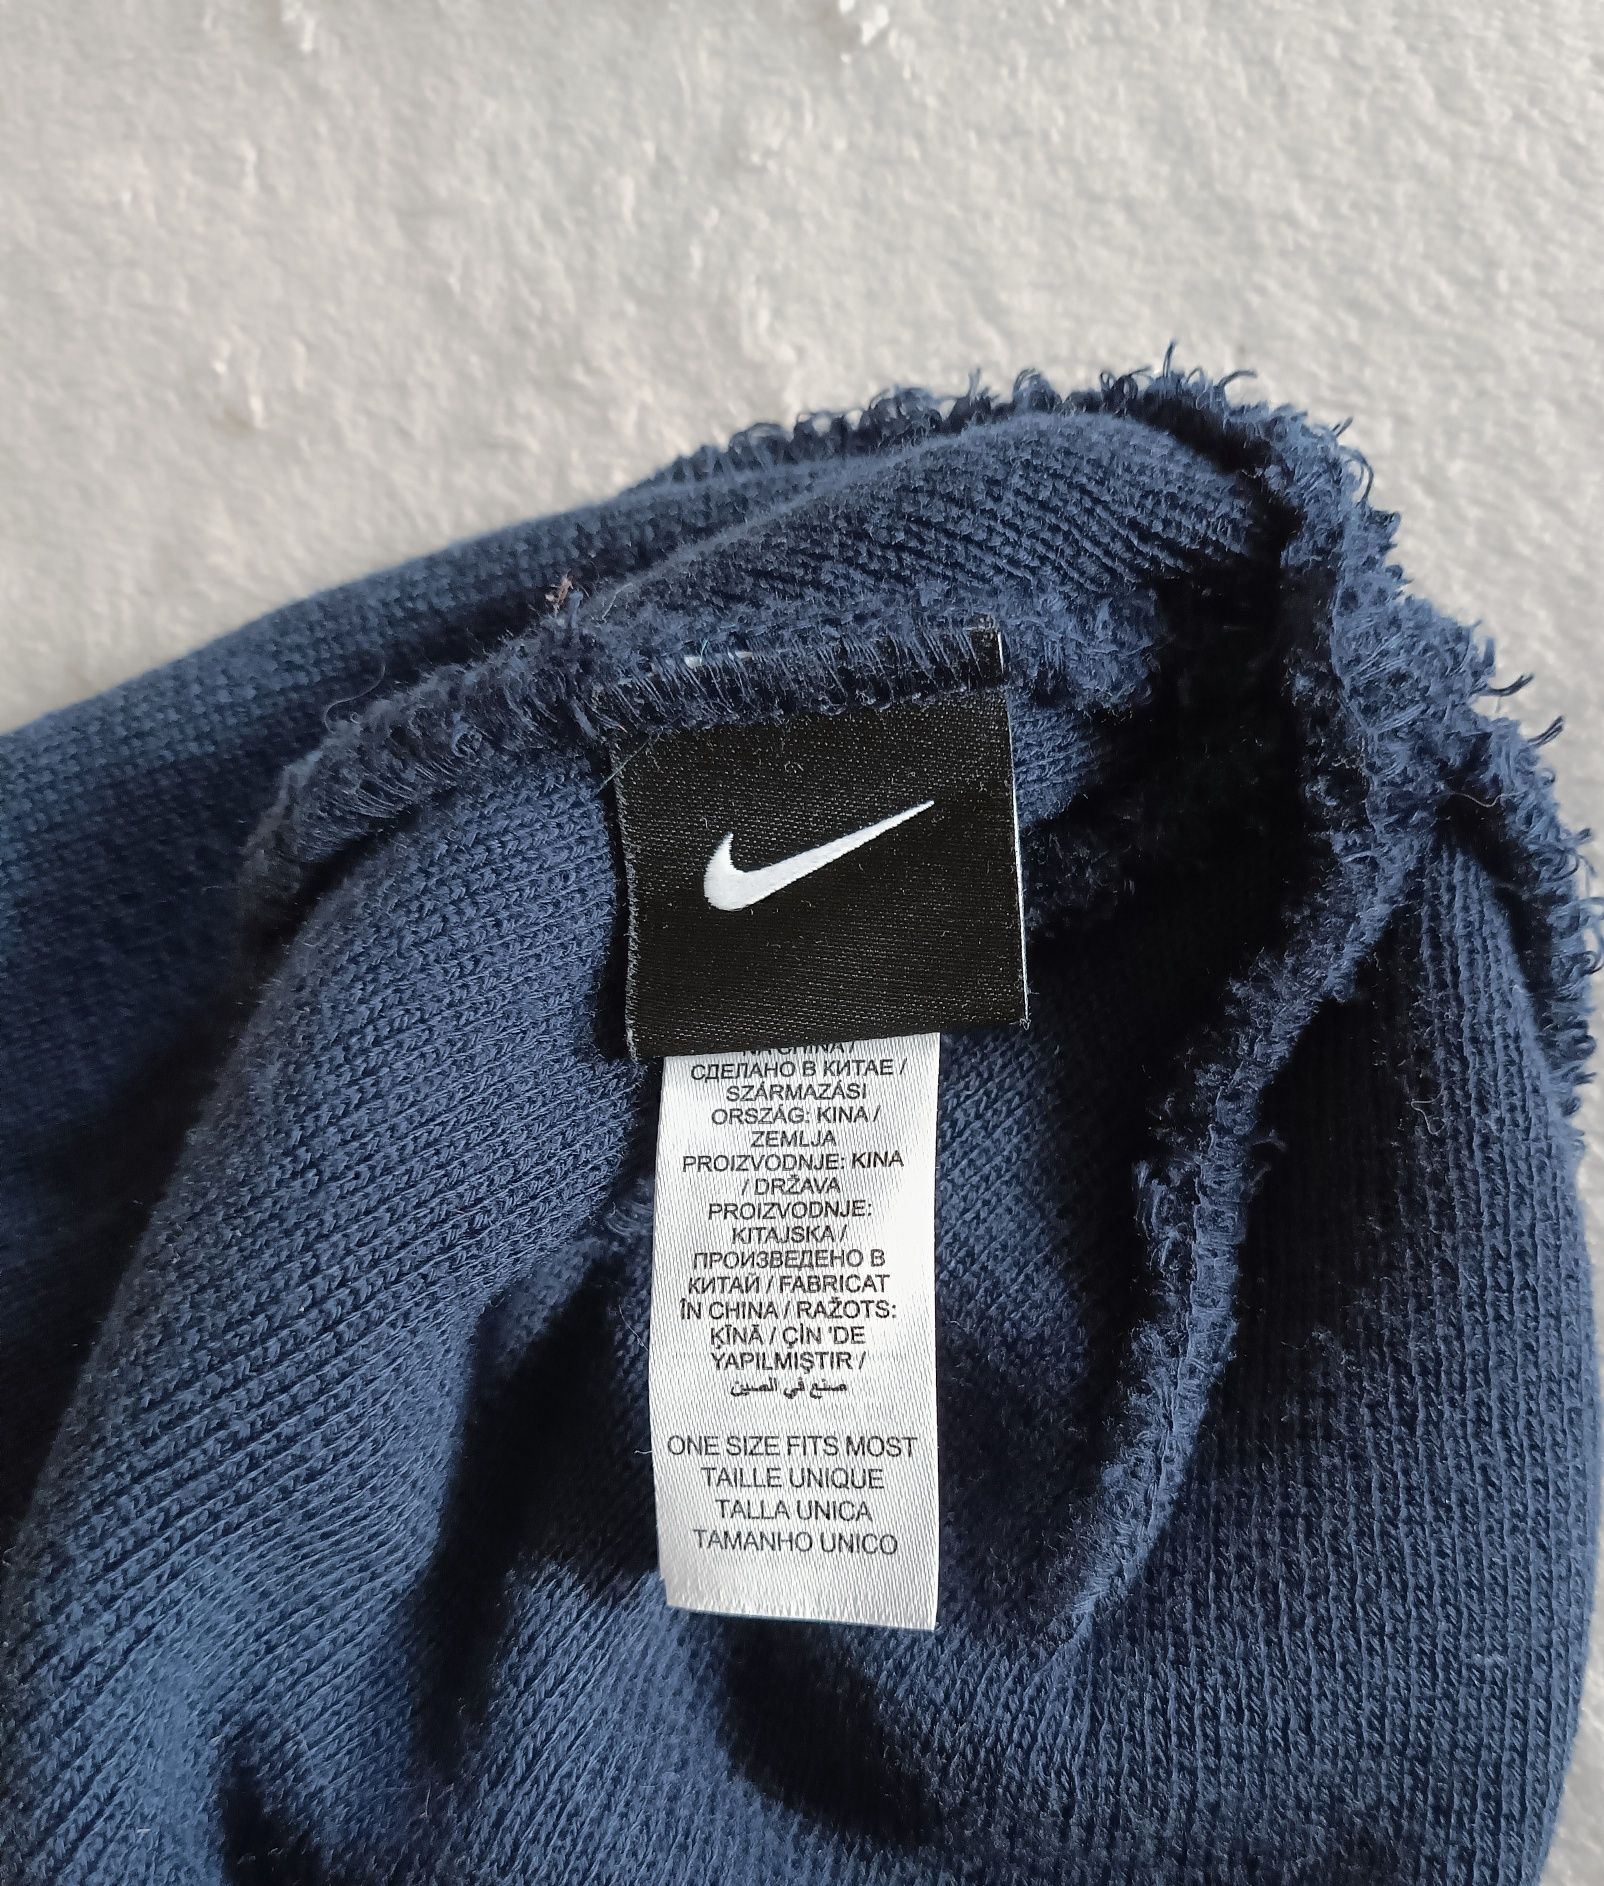 СДЕЛАНО В КИТАЕ /
SZÁRMAZÁSI
ORSZÁG: KINA /
ZEMLJA
PROIZVODNJE: KINA
/ DRŽAVA
PROIZVODNJE:
KITAJSKA /
ПРОИЗВЕДЕНО В
КИТАЙ / FABRICAT
ÎN CHINA / RAŽOTS:
ĶĪNĀ / ÇİN 'DE
YAPILMIŞTIR /
صنع في الصين
ONE SIZE FITS MOST
TAILLE UNIQUE
TALLA UNICA
TAMANHO UNICO